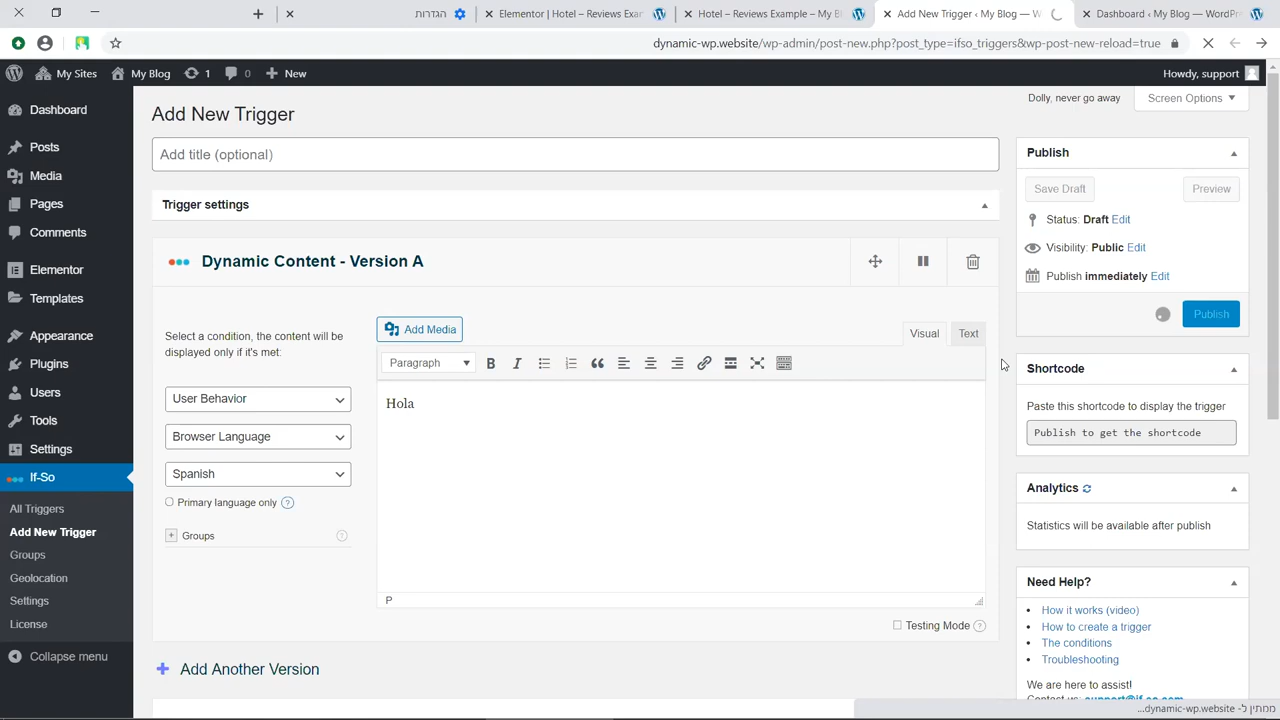 הגדרות
Elementor | Hotel – Reviews Exar
Hotel – Reviews Example – My B
Add New Trigger ‹ My Blog — W
Dashboard ‹ My Blog — WordPre
dynamic-wp.website/wp-admin/post-new.php?post_type=ifso_triggers&wp-post-new-reload=true
My Sites
My Blog
1
0
New
Howdy, support
Dashboard
Posts
Media
Pages
Comments
Elementor
Templates
Appearance
Plugins
Users
Tools
Settings
If-So
All Triggers
Add New Trigger
Groups
Geolocation
Settings
License
Collapse menu
Add New Trigger
Dolly, never go away
Screen Options
Add title (optional)
Trigger settings
Dynamic Content - Version A
Select a condition, the content will be
displayed only if it's met:
User Behavior
Browser Language
Spanish
Primary language only ?
+ Groups ?
Add Media
Visual
Text
Paragraph
B I
Hola
P
Testing Mode ?
Add Another Version
Publish
Save Draft
Preview
Status: Draft Edit
Visibility: Public Edit
Publish immediately Edit
Publish
Shortcode
Paste this shortcode to display the trigger
Publish to get the shortcode
Analytics
Statistics will be available after publish
Need Help?
• How it works (video)
• How to create a trigger
• The conditions
• Troubleshooting
We are here to assist!
Contact us: support@if-so.com
ממתין ל- dynamic-wp.website...